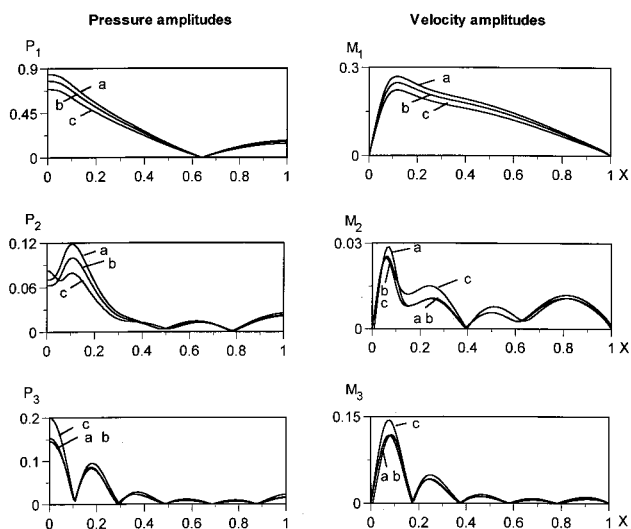 Pressure amplitudes
Velocity amplitudes
P1
0.9
0.45
0
a
b
c
0 0.2 0.4 0.6 0.8 1
M1
0.3
0
a
b
c
0 0.2 0.4 0.6 0.8 1 X
P2
0.12
0.06
0
a
b
c
0 0.2 0.4 0.6 0.8 1
M2
0.03
0
a
b
c
c
a b
0 0.2 0.4 0.6 0.8 1 X
P3
0.2
0.1
0
c
a b
0 0.2 0.4 0.6 0.8 1
M3
0.15
0
c
a b
0 0.2 0.4 0.6 0.8 1 X